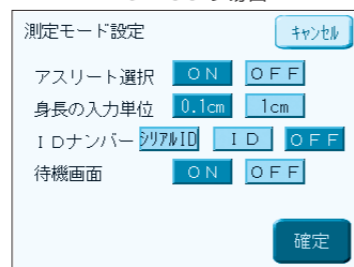 測定モード設定 キャンセル
アスリート選択 ON OFF
身長の入力単位 0.1cm 1cm
IDナンバー シリアルID ID OFF
待機画面 ON OFF
確定